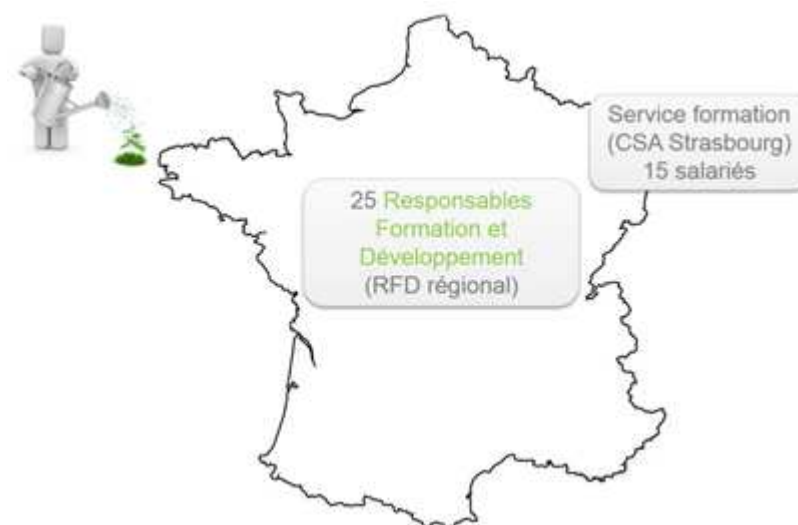 Service formation
(CSA Strasbourg)
15 salariés
25 Responsables
Formation et
Développement
(RFD régional)